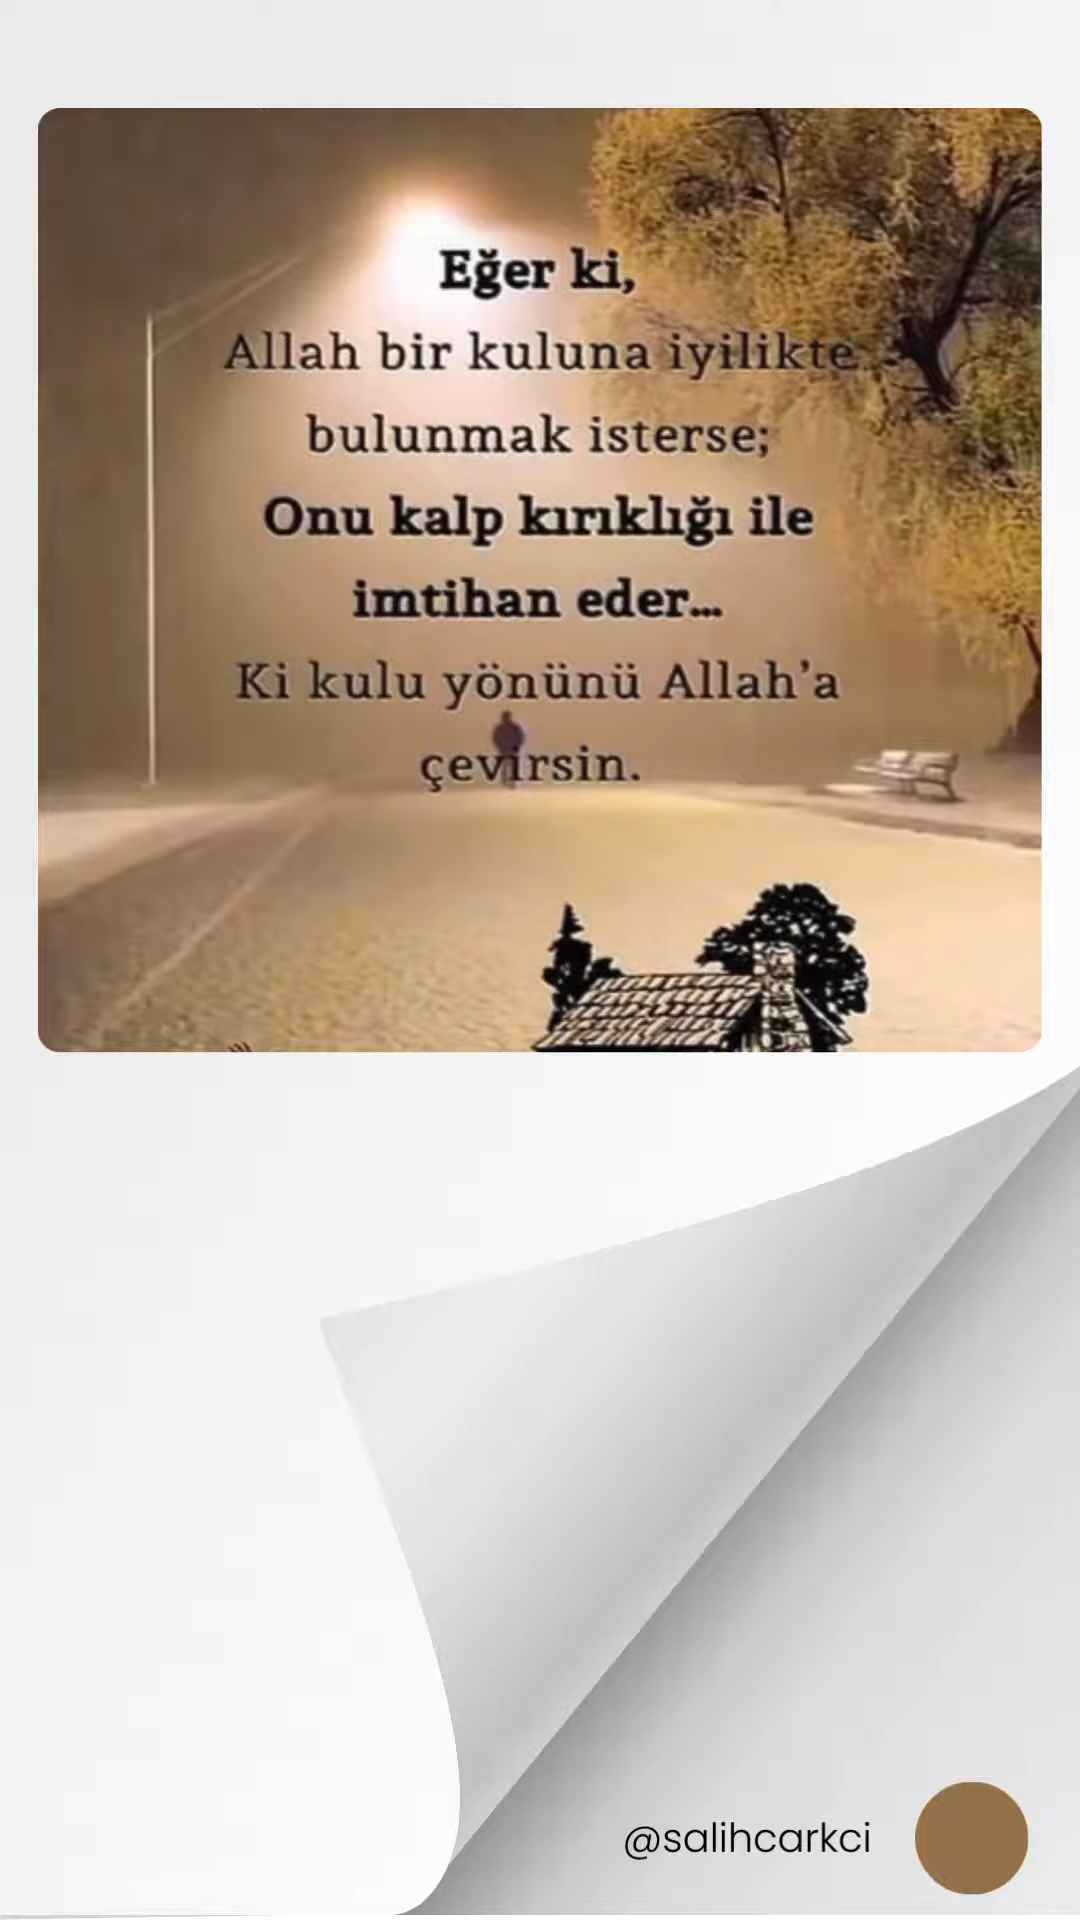 Eğer ki,
Allah bir kuluna iyilikte
bulunmak isterse;
Onu kalp kırıklığı ile
imtihan eder...
Ki kulu yönünü Allah’a
çevirsin.
@salihcarkci